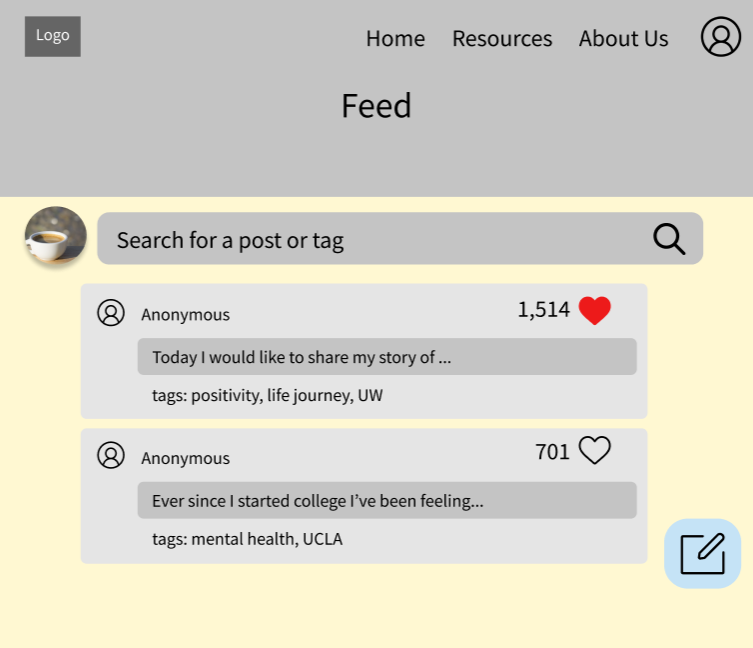 Logo
Home Resources About Us
Feed
Search for a post or tag
Anonymous
1,514
Today I would like to share my story of ...
tags: positivity, life journey, UW
Anonymous
701
Ever since I started college I’ve been feeling...
tags: mental health, UCLA